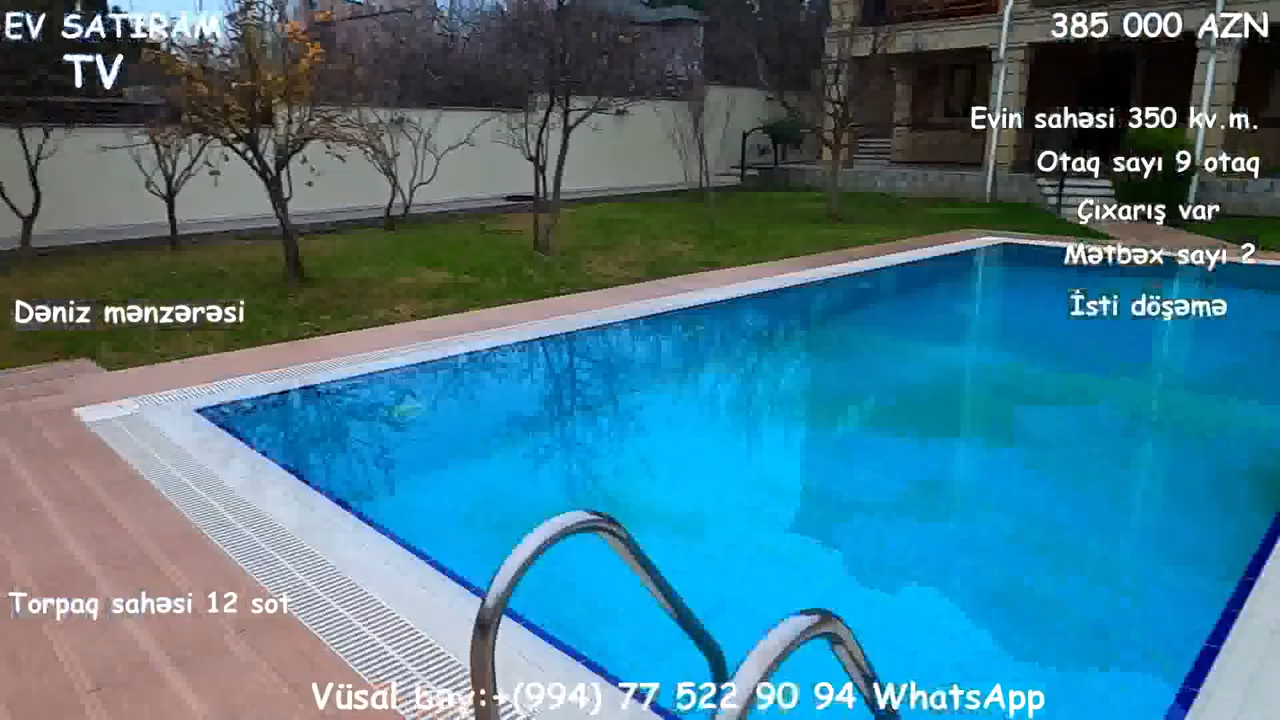 EV SATIRAM
TV
385 000 AZN
Evin sahəsi 350 kv.m.
Otaq sayı 9 otaq
Çıxarış var
Mətbəx sayı 2
İsti döşəmə
Dəniz mənzərəsi
Torpaq sahəsi 12 sot
Vüsal bəy:+(994) 77 522 90 94 WhatsApp